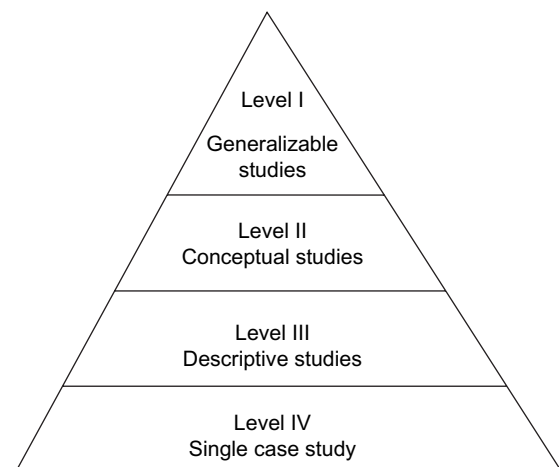 Level I
Generalizable
studies
Level II
Conceptual studies
Level III
Descriptive studies
Level IV
Single case study